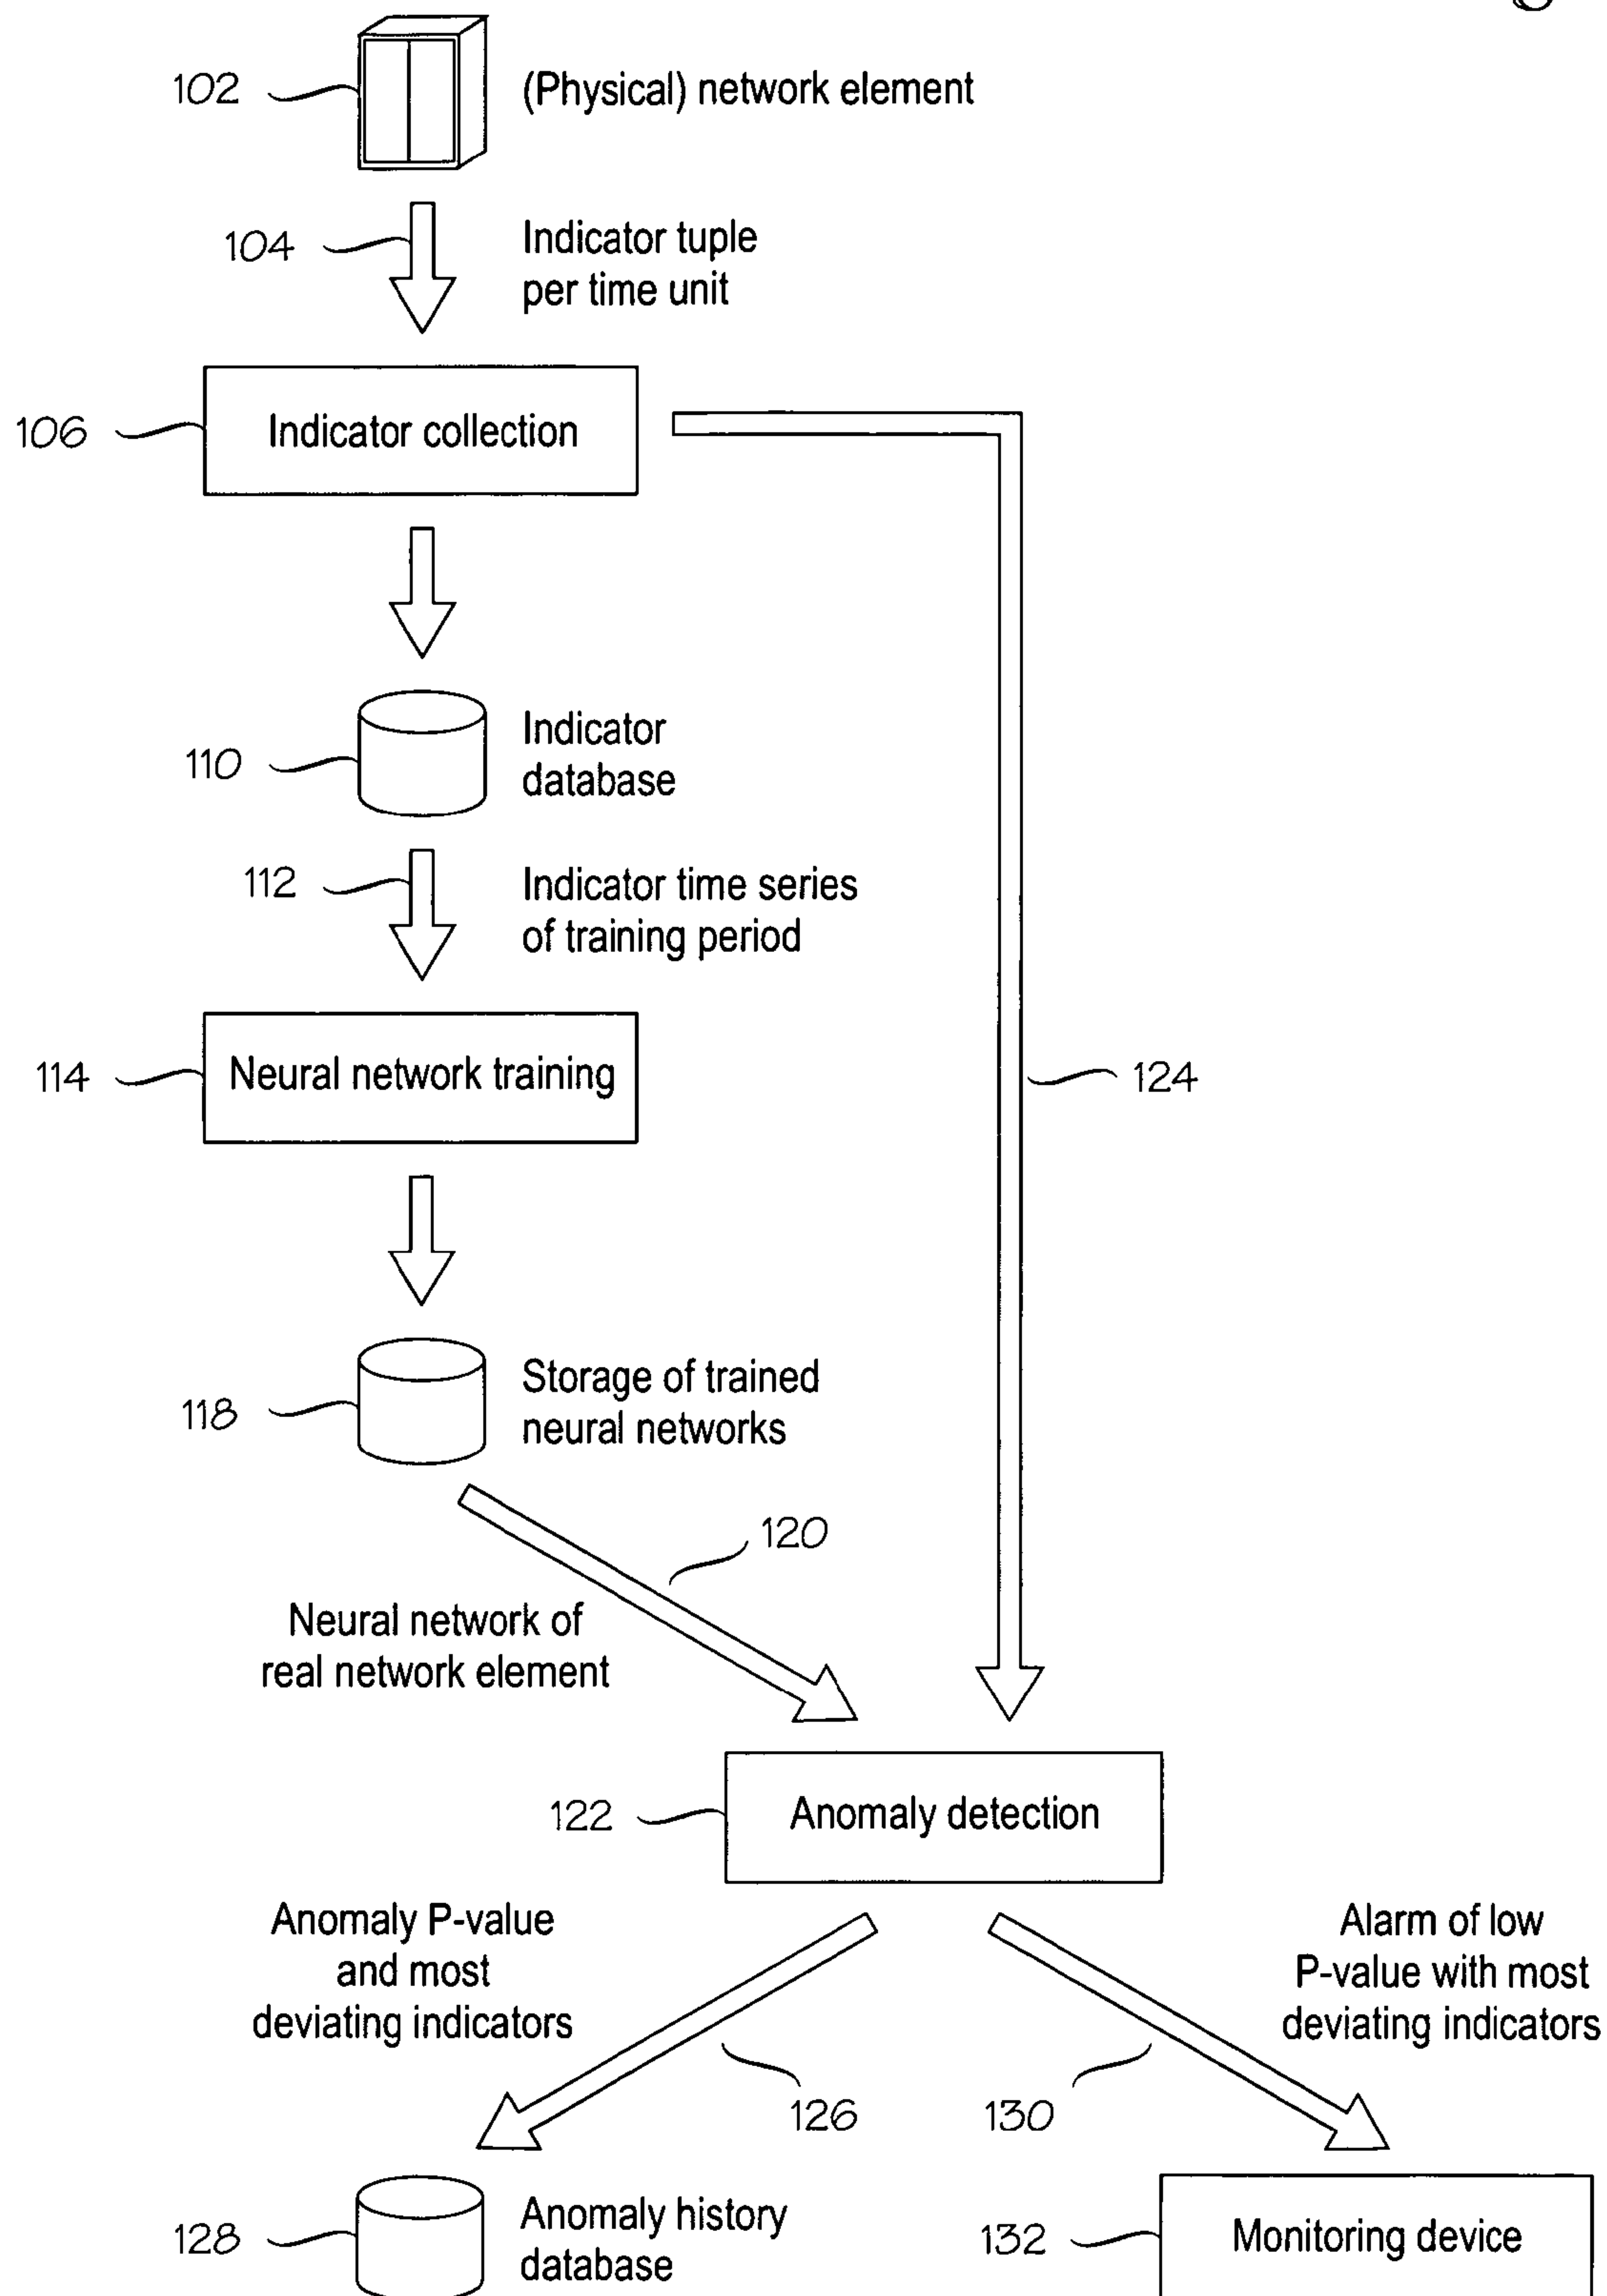 102
(Physical) network element
104
Indicator tuple
per time unit
106
Indicator collection
110
Indicator
database
112
Indicator time series
of training period
114
Neural network training
124
118
Storage of trained
neural networks
120
Neural network of
real network element
122
Anomaly detection
Anomaly P-value
and most
deviating indicators
Alarm of low
P-value with most
deviating indicators
126
130
128
Anomaly history
database
132
Monitoring device